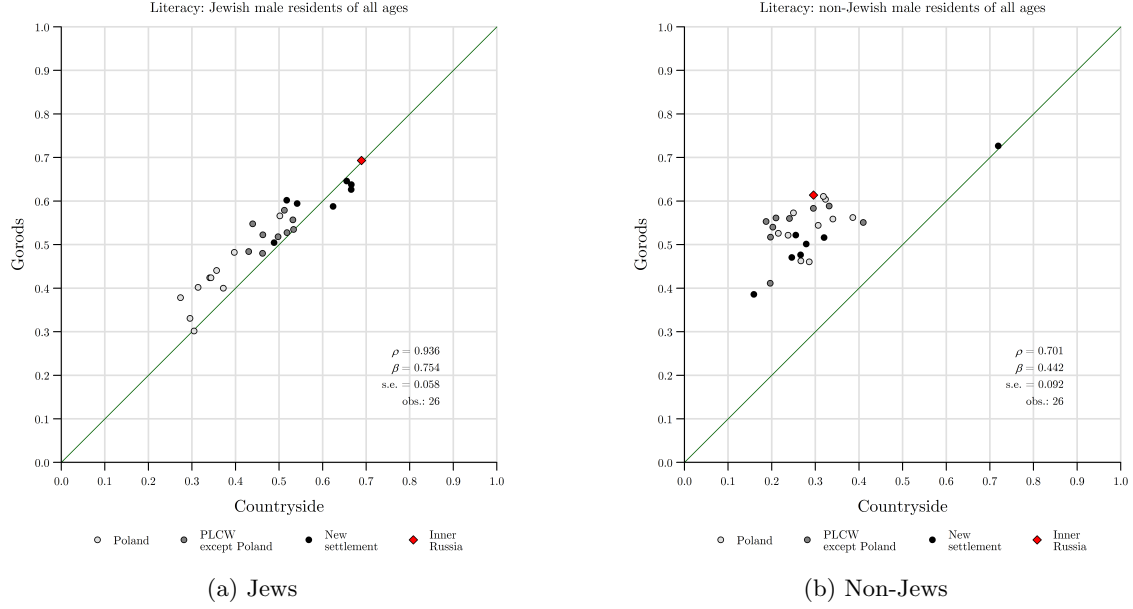 Literacy: Jewish male residents of all ages
1.0
0.9
0.8
0.7
0.6
0.5
0.4
0.3
0.2
0.1
0.0
Gorods
ρ = 0.936
β = 0.754
s.e. = 0.058
obs.: 26
0.0 0.1 0.2 0.3 0.4 0.5 0.6 0.7 0.8 0.9 1.0
Countryside
Poland
PLCW
except Poland
New
settlement
Inner
Russia
(a) Jews
Literacy: non-Jewish male residents of all ages
1.0
0.9
0.8
0.7
0.6
0.5
0.4
0.3
0.2
0.1
0.0
Gorods
ρ = 0.701
β = 0.442
s.e. = 0.092
obs.: 26
0.0 0.1 0.2 0.3 0.4 0.5 0.6 0.7 0.8 0.9 1.0
Countryside
Poland
PLCW
except Poland
New
settlement
Inner
Russia
(b) Non-Jews